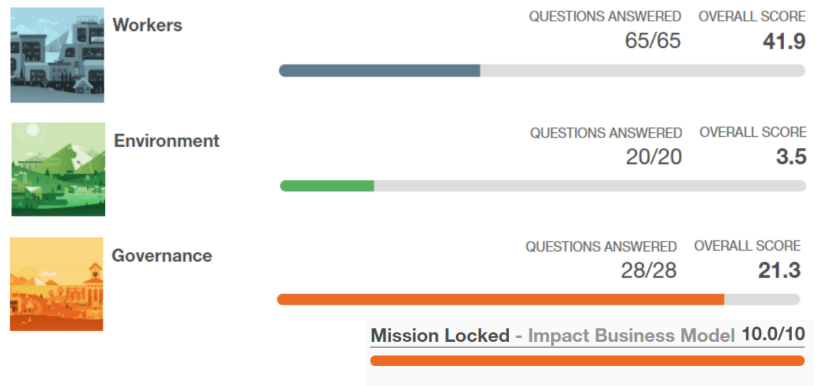 Workers
QUESTIONS ANSWERED OVERALL SCORE
65/65 41.9
Environment
QUESTIONS ANSWERED OVERALL SCORE
20/20 3.5
Governance
QUESTIONS ANSWERED OVERALL SCORE
28/28 21.3
Mission Locked - Impact Business Model 10.0/10